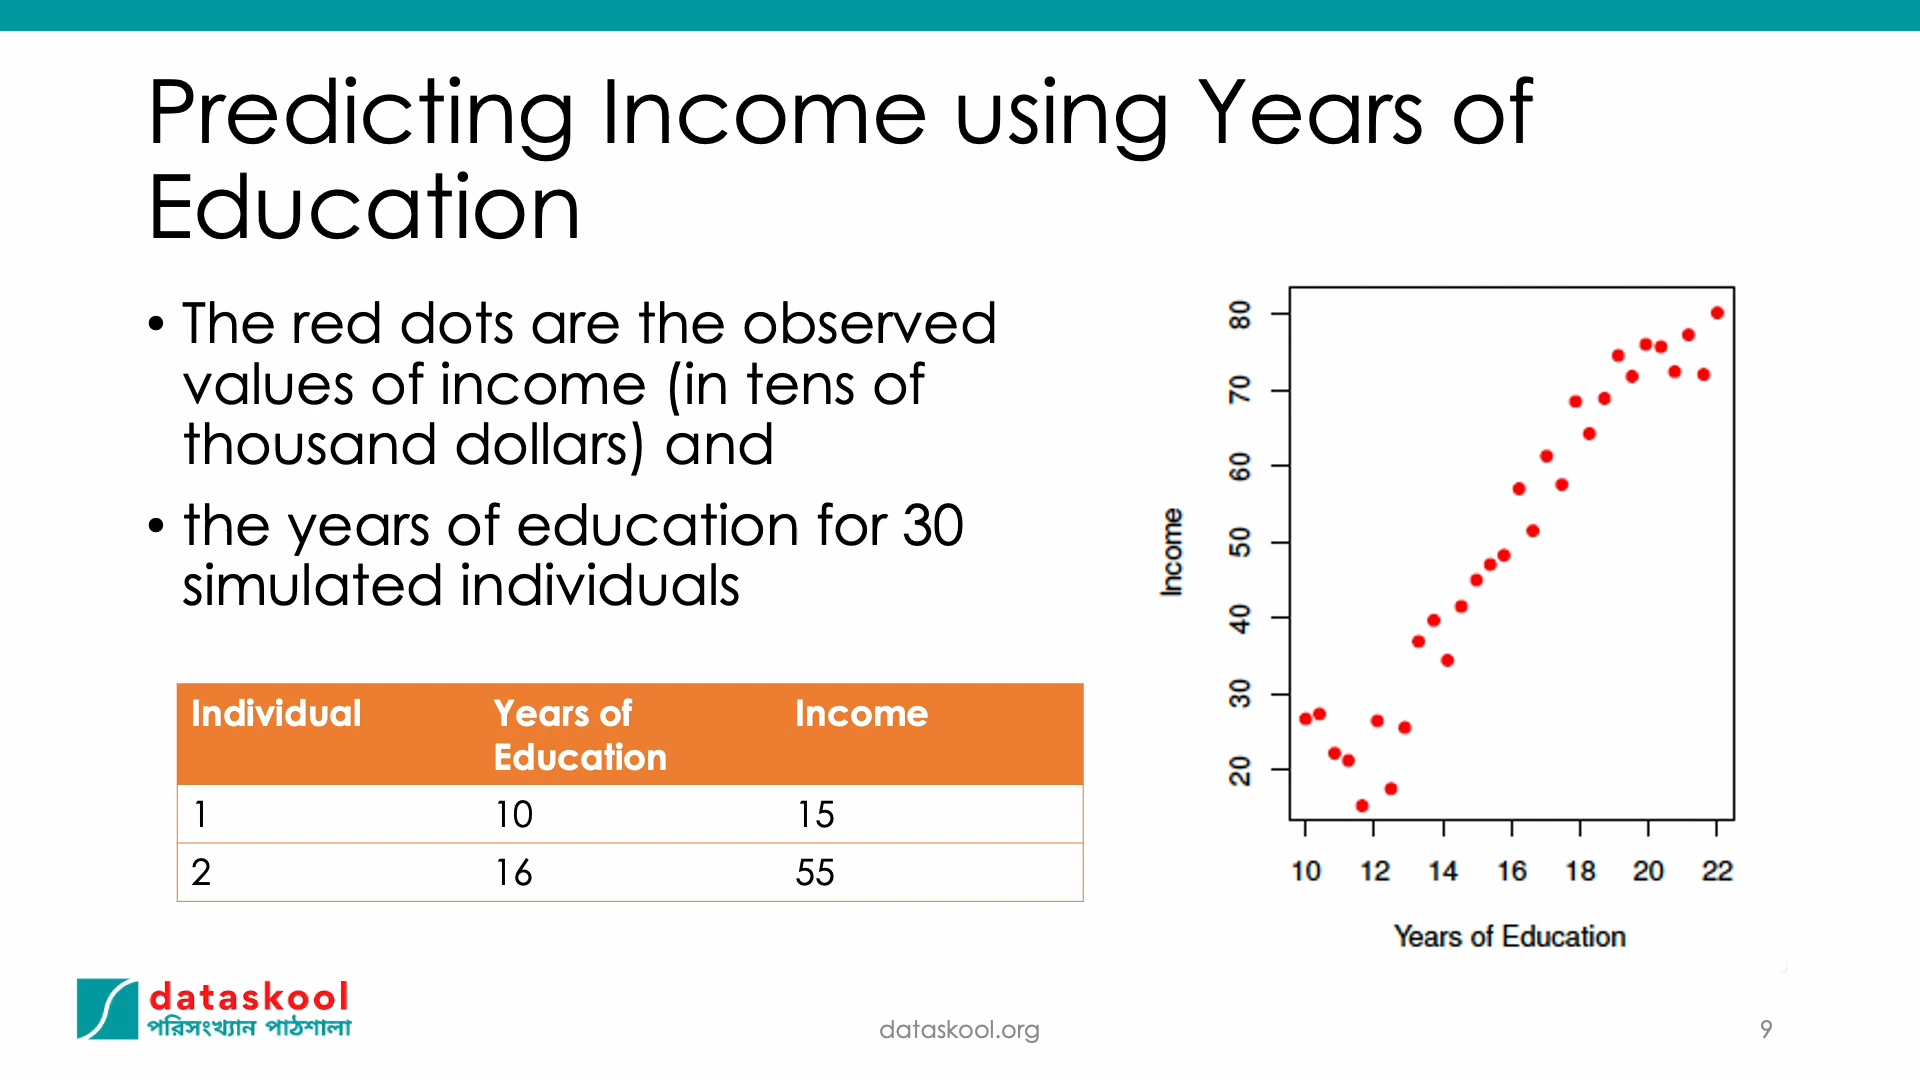 Predicting Income using Years of
Education
• The red dots are the observed
values of income (in tens of
thousand dollars) and
• the years of education for 30
simulated individuals
Individual Years of Income
Education
1 10 15
2 16 55
80
70
60
50
40
30
20
Income
10 12 14 16 18 20 22
Years of Education
dataskool
পরিসংখ্যান পাঠশালা
dataskool.org
9